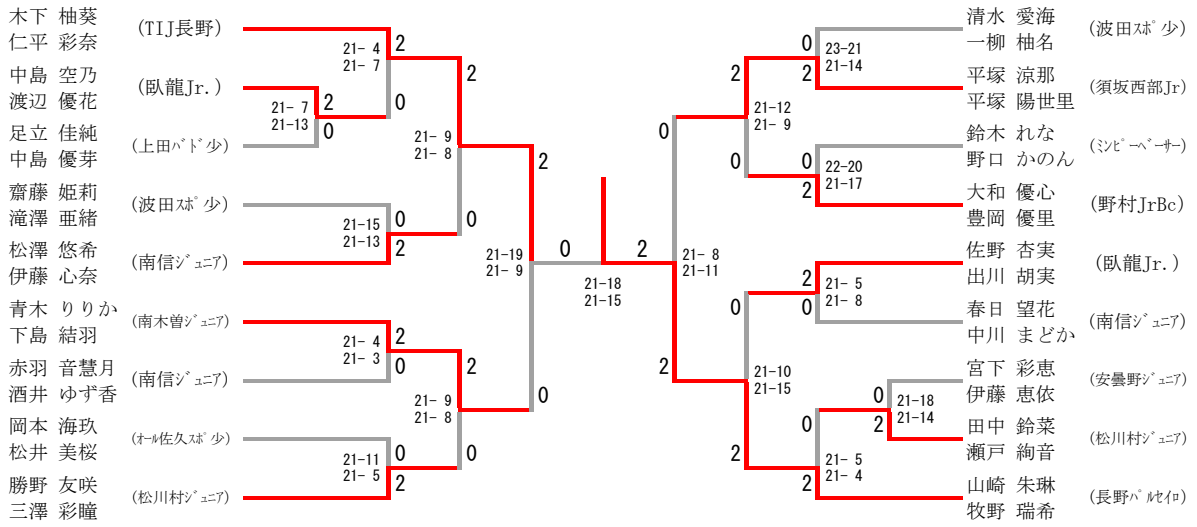 木下 柚葵
仁平 彩奈
(TIJ長野)
中島 空乃
渡辺 優花
(臥龍Jr.)
足立 佳純
中島 優芽
(上田ﾊﾞﾄﾞ少)
齋藤 姫莉
滝澤 亜緒
(波田ｽﾎﾟ少)
松澤 悠希
伊藤 心奈
(南信ｼﾞｭﾆｱ)
青木 りりか
下島 結羽
(南木曽ｼﾞｭﾆｱ)
赤羽 音慧月
酒井 ゆず香
(南信ｼﾞｭﾆｱ)
岡本 海玖
松井 美桜
(ｵｰﾙ佐久ｽﾎﾟ少)
勝野 友咲
三澤 彩瞳
(松川村ｼﾞｭﾆｱ)
2
21- 4
21- 7
0
2
21- 7
21-13
0
2
21- 9
21- 8
0
0
21-15
21-13
2
2
21-19
21- 9
0
2
21- 4
21- 3
0
2
21- 9
21- 8
0
0
21-11
21- 5
2
0
2
21-18
21-15
0
21- 8
21-11
2
2
21-12
21- 9
0
0
23-21
21-14
2
0
22-20
21-17
2
0
21-10
21-15
2
2
21- 5
21- 8
0
0
21-18
21-14
2
0
21- 5
21- 4
2
清水 愛海
一柳 柚名
(波田ｽﾎﾟ少)
平塚 涼那
平塚 陽世里
(須坂西部Jr)
鈴木 れな
野口 かのん
(ﾐﾝﾋﾟｰﾍﾞｰｻｰ)
大和 優心
豊岡 優里
(野村JrBc)
佐野 杏実
出川 胡実
(臥龍Jr.)
春日 望花
中川 まどか
(南信ｼﾞｭﾆｱ)
宮下 彩恵
伊藤 恵依
(安曇野ｼﾞｭﾆｱ)
田中 鈴菜
瀬戸 絢音
(松川村ｼﾞｭﾆｱ)
山崎 朱琳
牧野 瑞希
(長野ﾊﾟﾙｾｲﾛ)